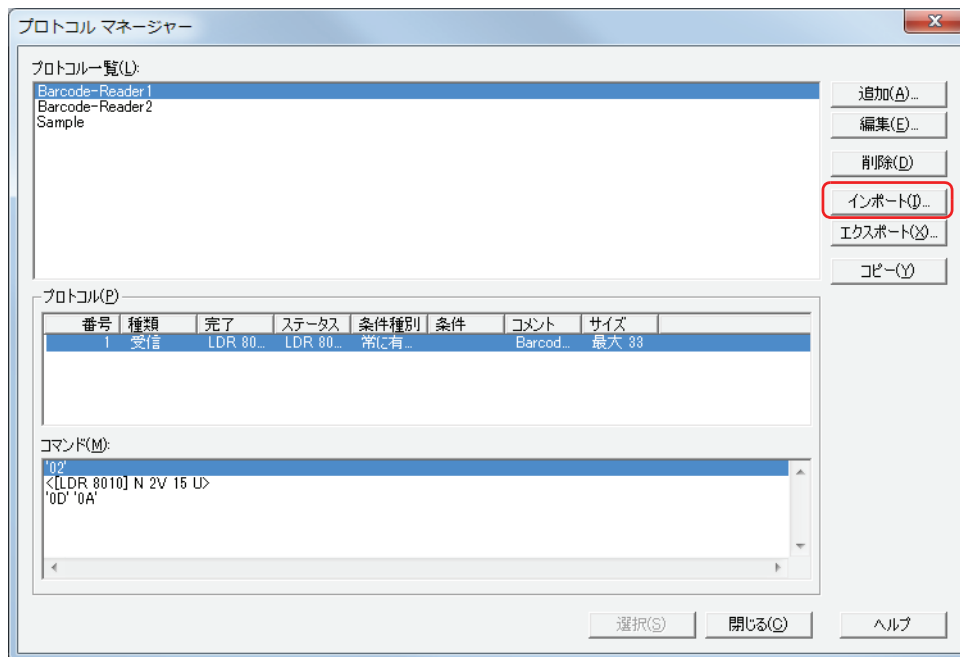 プロトコル マネージャー
プロトコル一覧(L):
Barcode-Reader1
Barcode-Reader2
Sample
追加(A)...
編集(E)...
削除(D)
インポート(I)...
エクスポート(X)...
コピー(Y)
プロトコル(P)
番号 種類 完了 ステータス 条件種別 条件 コメント サイズ
1 受信 LDR 80... LDR 80... 常に有... Barcod... 最大 33
コマンド(M):
'02'
<[LDR 8010] N 2V 15 U>
'0D' '0A'
選択(S) 閉じる(C) ヘルプ